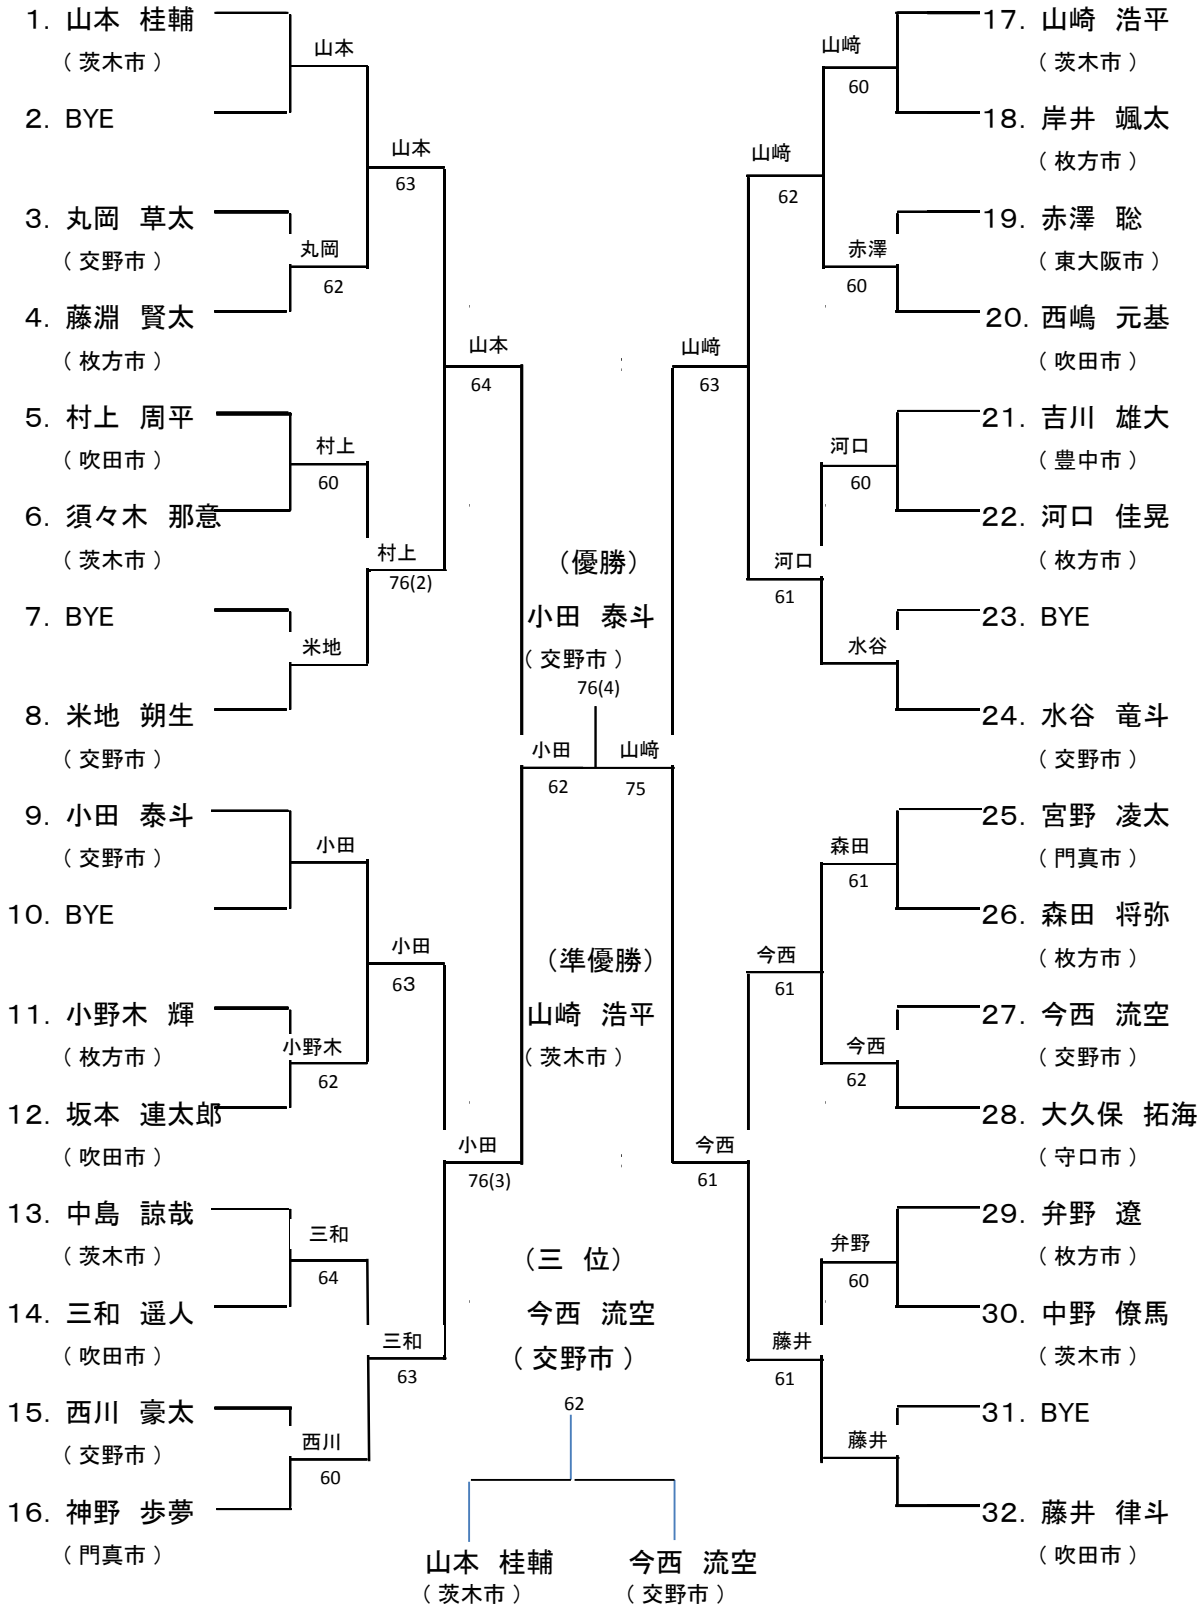 1. 山本 桂輔
（ 茨木市 ）
2. BYE
3. 丸岡 草太
（ 交野市 ）
4. 藤淵 賢太
（ 枚方市 ）
5. 村上 周平
（ 吹田市 ）
6. 須々木 那意
（ 茨木市 ）
7. BYE
8. 米地 朔生
（ 交野市 ）
9. 小田 泰斗
（ 交野市 ）
10. BYE
11. 小野木 輝
（ 枚方市 ）
12. 坂本 連太郎
（ 吹田市 ）
13. 中島 諒哉
（ 茨木市 ）
14. 三和 遥人
（ 吹田市 ）
15. 西川 豪太
（ 交野市 ）
16. 神野 歩夢
（ 門真市 ）
山本
丸岡
62
村上
60
米地
小田
小野木
62
三和
64
西川
60
山本
63
村上
76(2)
小田
63
三和
63
山本
64
小田
76(3)
小田
62
（優勝）
小田 泰斗
（ 交野市 ）
76(4)
（準優勝）
山崎 浩平
（ 茨木市 ）
（三 位）
今西 流空
（ 交野市 ）
62
山本 桂輔
（ 茨木市 ）
今西 流空
（ 交野市 ）
山﨑
75
山﨑
63
今西
61
山﨑
62
河口
61
今西
61
藤井
61
山﨑
60
赤澤
60
河口
60
水谷
森田
61
今西
62
弁野
60
藤井
17. 山崎 浩平
（ 茨木市 ）
18. 岸井 颯太
（ 枚方市 ）
19. 赤澤 聡
（ 東大阪市 ）
20. 西嶋 元基
（ 吹田市 ）
21. 吉川 雄大
（ 豊中市 ）
22. 河口 佳晃
（ 枚方市 ）
23. BYE
24. 水谷 竜斗
（ 交野市 ）
25. 宮野 凌太
（ 門真市 ）
26. 森田 将弥
（ 枚方市 ）
27. 今西 流空
（ 交野市 ）
28. 大久保 拓海
（ 守口市 ）
29. 弁野 遼
（ 枚方市 ）
30. 中野 僚馬
（ 茨木市 ）
31. BYE
32. 藤井 律斗
（ 吹田市 ）